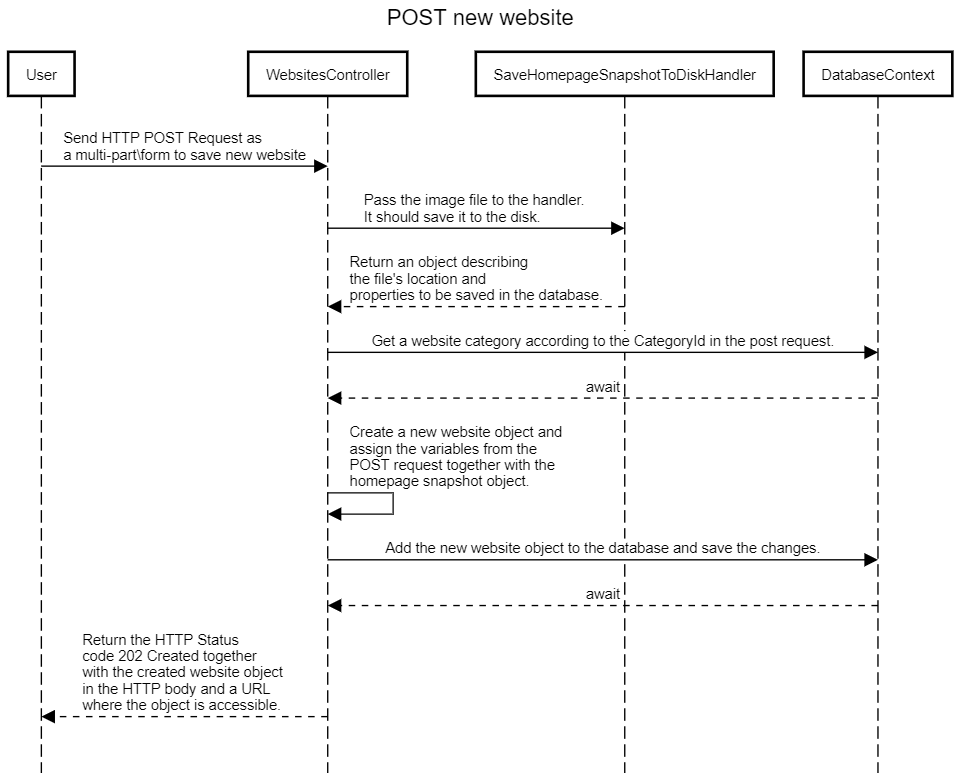 POST new website
User
WebsitesController
SaveHomepageSnapshotToDiskHandler
DatabaseContext
Send HTTP POST Request as
a multi-part\form to save new website
Pass the image file to the handler.
It should save it to the disk.
Return an object describing
the file's location and
properties to be saved in the database.
Get a website category according to the CategoryId in the post request.
await
Create a new website object and
assign the variables from the
POST request together with the
homepage snapshot object.
Add the new website object to the database and save the changes.
await
Return the HTTP Status
code 202 Created together
with the created website object
in the HTTP body and a URL
where the object is accessible.